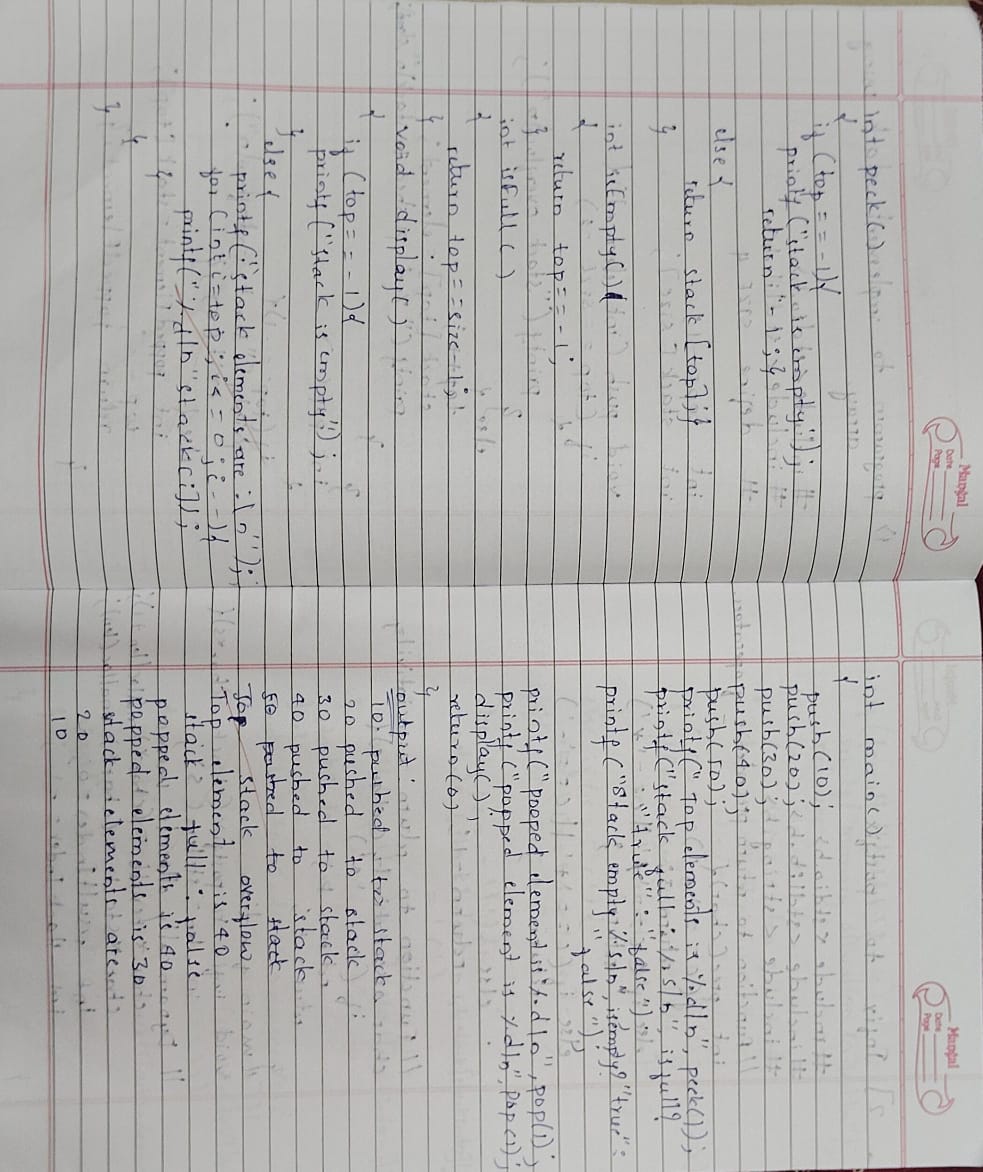 Mangal
Date
Page
int peek()
{
if (top == -1){
printf ("stack is empty");
return -1; }
else {
return stack [top];}
}
int isEmpty()
{
return top == -1;
}
int isfull ()
{
return top == size-1;
}
void display()
{
if (top == -1){
printf ("stack is empty");
}
else {
printf ("stack elements are :\n");
for (int i=top; i<=0; i--){
printf(" %d\n" stack[i]);
}
}
}
Mangal
Date
Page
int main()
{
push (10);
push(20);
push(30);
push(40);
push(50);
printf(" Top elements is %d\n", peek());
printf("stack full: %s\n", isfull?
"true" : "false");
printf ("Stack empty %s\n", isempty? "true":
"false");
printf("pooped element is %d\n", pop());
printf ("popped element is %d\n", pop());
display();
return(0)
}
output:
10 pushed to stack
20 pushed to stack
30 pushed to stack
40 pushed to stack
50 pushed to stack
Top stack overflow
Top element is 40
stack full : false
popped elements is 40
popped elements is 30
stack elements are
20
10